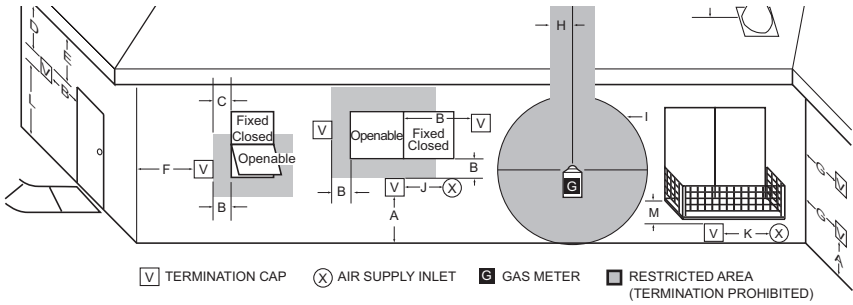 D
E
V
B
L
C
Fixed
Closed
Openable
F
V
B
V
Openable
B
Fixed
Closed
V
B
B
V
J
X
A
H
I
G
M
V
K
X
G
V
G
V
A
V TERMINATION CAP
X AIR SUPPLY INLET
G GAS METER
RESTRICTED AREA
(TERMINATION PROHIBITED)